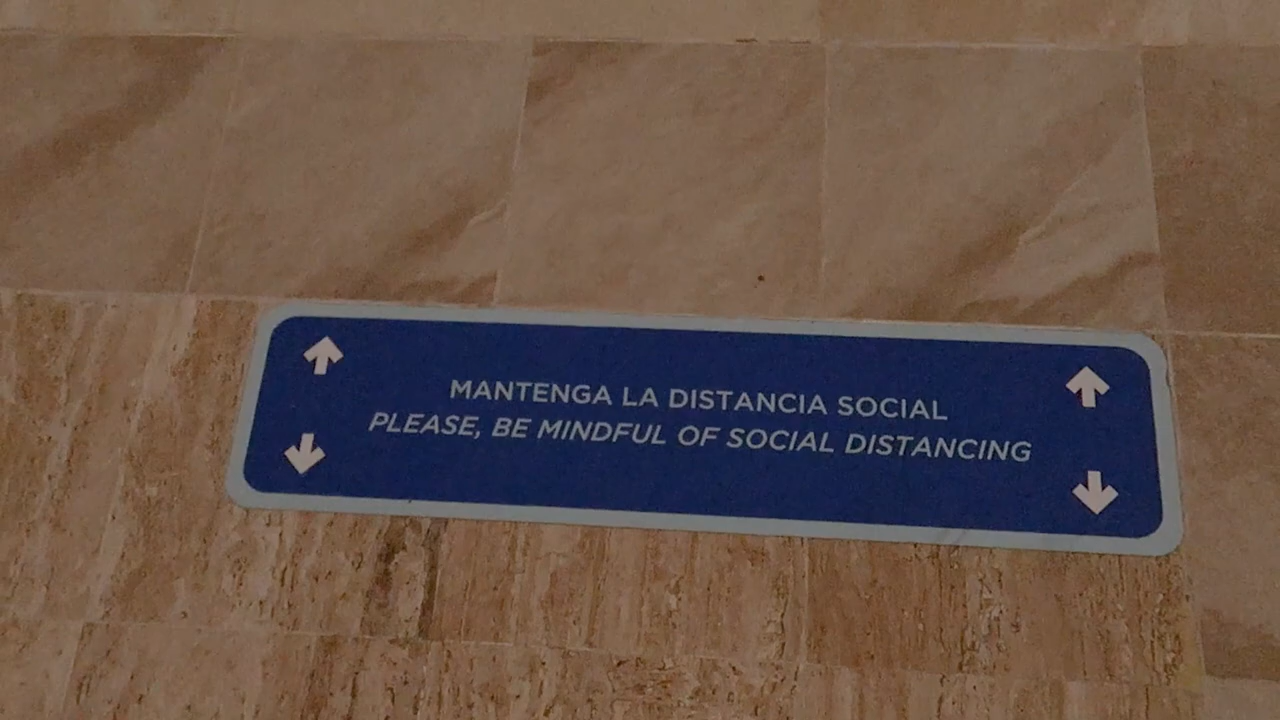 MANTENGA LA DISTANCIA SOCIAL
PLEASE, BE MINDFUL OF SOCIAL DISTANCING